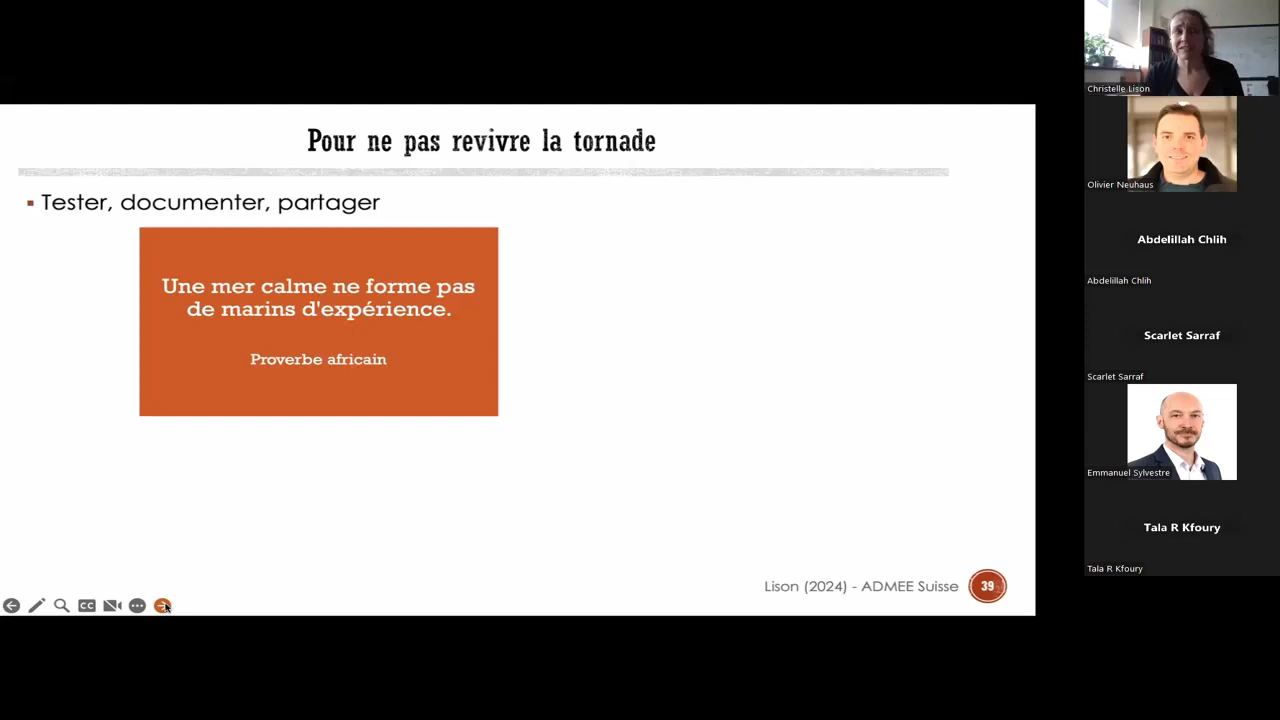 Pour ne pas revivre la tornade
Tester, documenter, partager
Une mer calme ne forme pas
de marins d'expérience.
Proverbe africain
Lison (2024) - ADMEE Suisse
39
CC
Christelle Lison
Olivier Neuhaus
Abdelillah Chlih
Abdelillah Chlih
Scarlet Sarraf
Scarlet Sarraf
Emmanuel Sylvestre
Tala R Kfoury
Tala R Kfoury